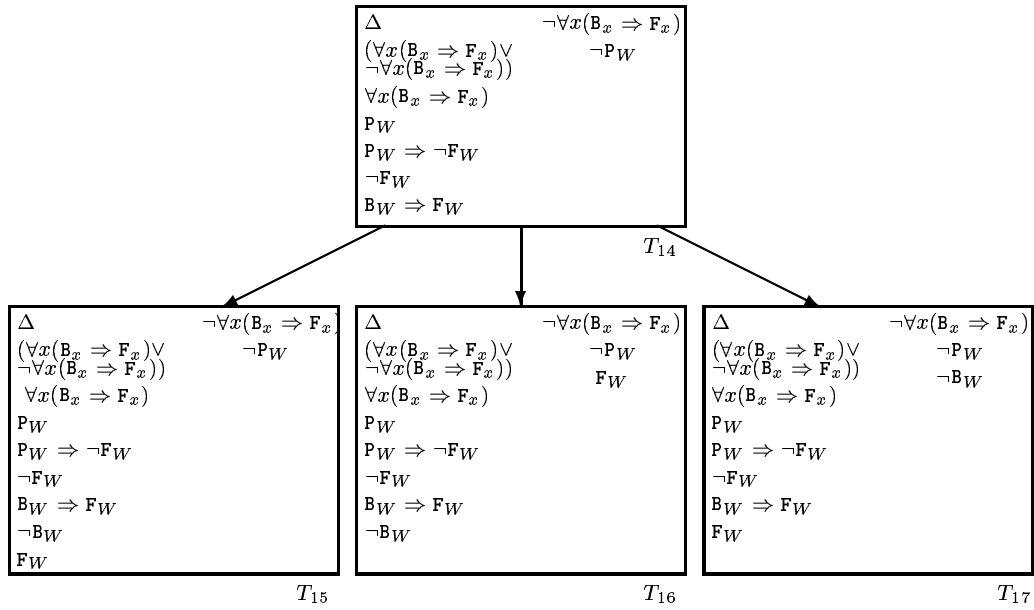 Δ ¬∀x(B_x ⇒ F_x)
(∀x(B_x ⇒ F_x)∨ ¬P_W
¬∀x(B_x ⇒ F_x))
∀x(B_x ⇒ F_x)
P_W
P_W ⇒ ¬F_W
¬F_W
B_W ⇒ F_W
T_14
Δ ¬∀x(B_x ⇒ F_x)
(∀x(B_x ⇒ F_x)∨ ¬P_W
¬∀x(B_x ⇒ F_x))
∀x(B_x ⇒ F_x)
P_W
P_W ⇒ ¬F_W
¬F_W
B_W ⇒ F_W
¬B_W
F_W
T_15
Δ ¬∀x(B_x ⇒ F_x)
(∀x(B_x ⇒ F_x)∨ ¬P_W
¬∀x(B_x ⇒ F_x)) F_W
∀x(B_x ⇒ F_x)
P_W
P_W ⇒ ¬F_W
¬F_W
B_W ⇒ F_W
¬B_W
T_16
Δ ¬∀x(B_x ⇒ F_x)
(∀x(B_x ⇒ F_x)∨ ¬P_W
¬∀x(B_x ⇒ F_x)) ¬B_W
∀x(B_x ⇒ F_x)
P_W
P_W ⇒ ¬F_W
¬F_W
B_W ⇒ F_W
F_W
T_17